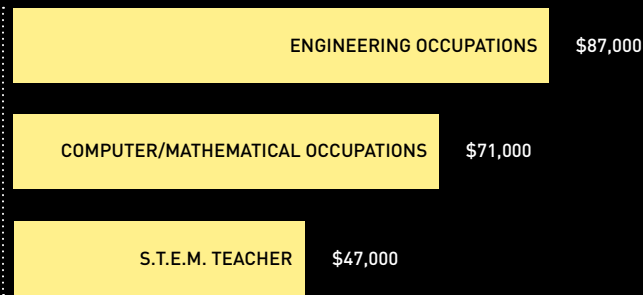 ENGINEERING OCCUPATIONS $87,000
COMPUTER/MATHEMATICAL OCCUPATIONS $71,000
S.T.E.M. TEACHER $47,000